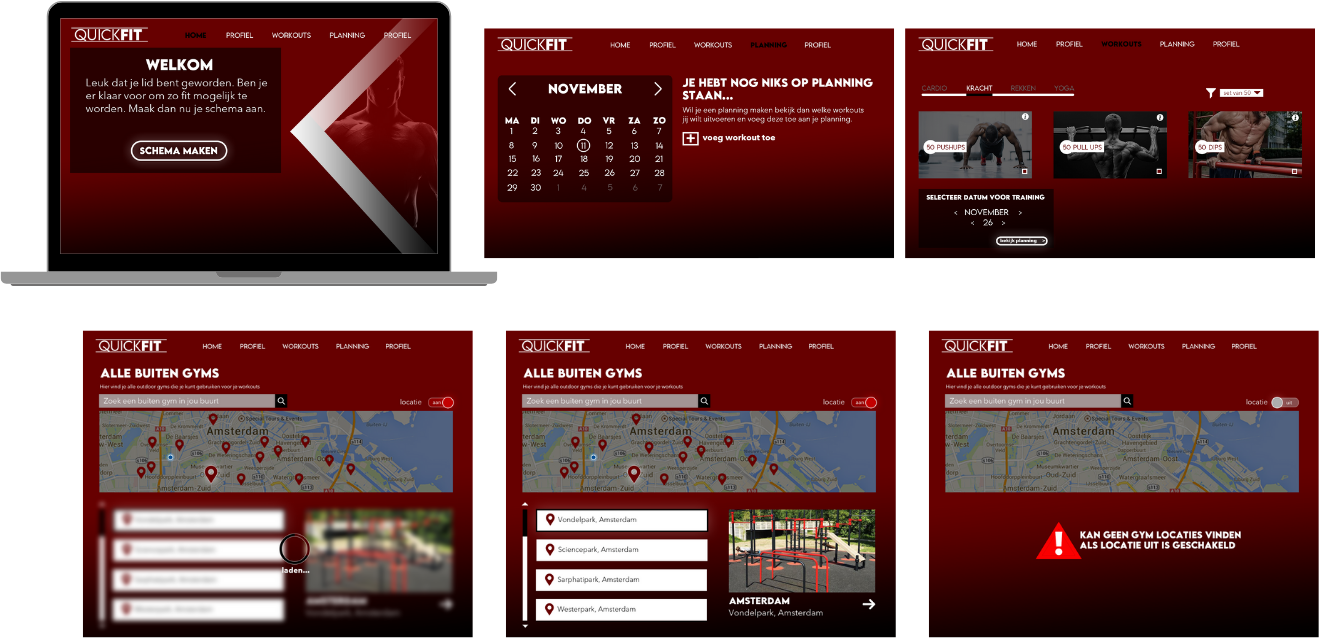 QUICKFIT
HOME PROFIEL WORKOUTS PLANNING PROFIEL
WELKOM
Leuk dat je lid bent geworden. Ben je
er klaar voor om zo fit mogelijk te
worden. Maak dan nu je schema aan.
SCHEMA MAKEN
QUICKFIT
HOME PROFIEL WORKOUTS PLANNING PROFIEL
NOVEMBER
MA DI WO DO VR ZA ZO
1 2 3 4 5 6 7
8 9 10 11 12 13 14
15 16 17 18 19 20 21
22 23 24 25 26 27 28
29 30 1 4 5 6 7
JE HEBT NOG NIKS OP PLANNING
STAAN...
Wil je een planning maken bekijk dan welke workouts
jij wilt uitvoeren en voeg deze toe aan je planning.
voeg workout toe
QUICKFIT
HOME PROFIEL WORKOUTS PLANNING PROFIEL
CARDIO KRACHT REKKEN YOGA
set van 50
50 PUSHUPS
50 PULL UPS
50 DIPS
SELECTEER DATUM VOOR TRAINING
< NOVEMBER >
< 26 >
bekijk planning >
QUICKFIT
HOME PROFIEL WORKOUTS PLANNING PROFIEL
ALLE BUITEN GYMS
Hier vind je alle outdoor gyms die je kunt gebruiken voor je workouts
Zoek een buiten gym in jou buurt
locatie aan
Amsterdam
Amsterdam-Zuid
laden...
AMSTERDAM
Vondelpark, Amsterdam
QUICKFIT
HOME PROFIEL WORKOUTS PLANNING PROFIEL
ALLE BUITEN GYMS
Hier vind je alle outdoor gyms die je kunt gebruiken voor je workouts
Zoek een buiten gym in jou buurt
locatie aan
Amsterdam
Amsterdam-Zuid
Vondelpark, Amsterdam
Sciencepark, Amsterdam
Sarphatipark, Amsterdam
Westerpark, Amsterdam
AMSTERDAM
Vondelpark, Amsterdam
QUICKFIT
HOME PROFIEL WORKOUTS PLANNING PROFIEL
ALLE BUITEN GYMS
Hier vind je alle outdoor gyms die je kunt gebruiken voor je workouts
Zoek een buiten gym in jou buurt
locatie uit
Amsterdam
Amsterdam-Oost
Amsterdam-Zuid
KAN GEEN GYM LOCATIES VINDEN
ALS LOCATIE UIT IS GESCHAKELD